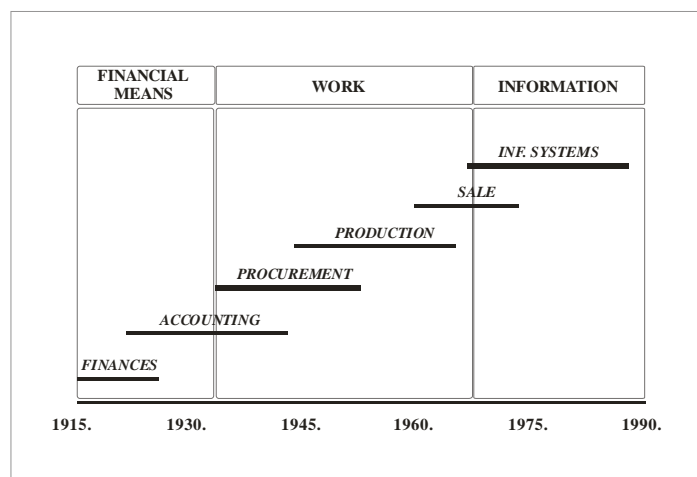 FINANCIAL
MEANS
WORK
INFORMATION
INF. SYSTEMS
SALE
PRODUCTION
PROCUREMENT
ACCOUNTING
FINANCES
1915. 1930. 1945. 1960. 1975. 1990.